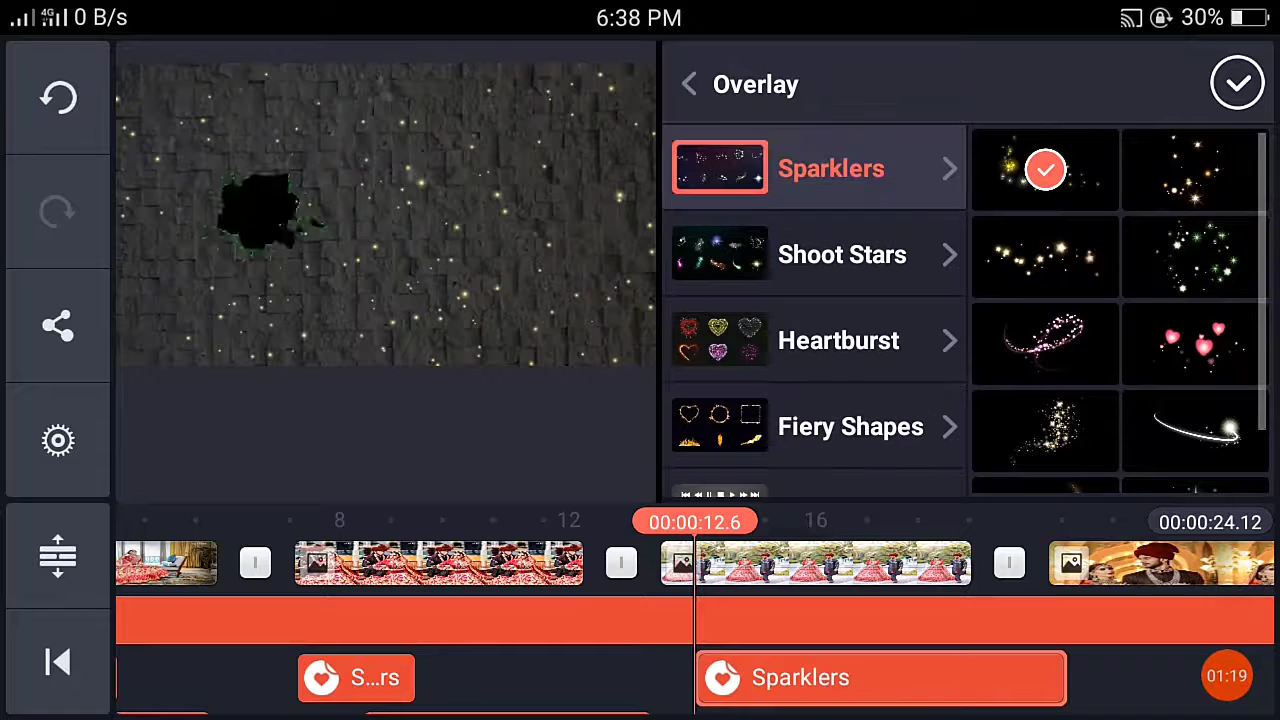 4G 0 B/s
6:38 PM
30%
Overlay
Sparklers
Shoot Stars
Heartburst
Fiery Shapes
8
12
00:00:12.6
16
00:00:24.12
S...rs
Sparklers
01:19